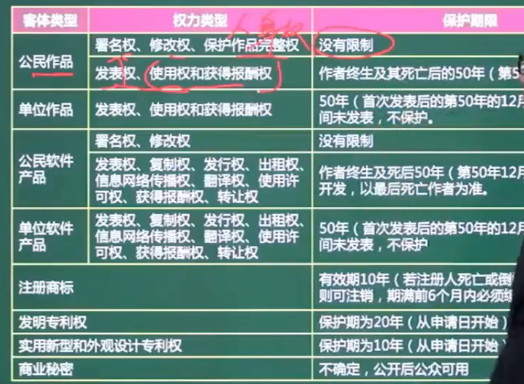 客体类型 权力类型 保护期限
公民作品 署名权、修改权、保护作品完整权 没有限制
发表权、使用权和获得报酬权 作者终生及其死亡后的50年（第5
单位作品 发表权、使用权和获得报酬权 50年（首次发表后的第50年的12
间未发表，不保护。
公民软件
产品 署名权、修改权 没有限制
发表权、复制权、发行权、出租权、
信息网络传播权、翻译权、使用许
可权、获得报酬权、转让权 作者终生及死后50年（第50年12月
开发，以最后死亡作者为准。
单位软件
产品 发表权、复制权、发行权、出租权、
信息网络传播权、翻译权、使用许
可权、获得报酬权、转让权 50年（首次发表后的第50年的12月
间未发表，不保护
注册商标 有效期10年（若注册人死亡或倒
则可注销，期满前6个月内必须续
发明专利权 保护期为20年（从申请日开始）
实用新型和外观设计专利权 保护期为10年（从申请日开始）
商业秘密 不确定，公开后公众可用